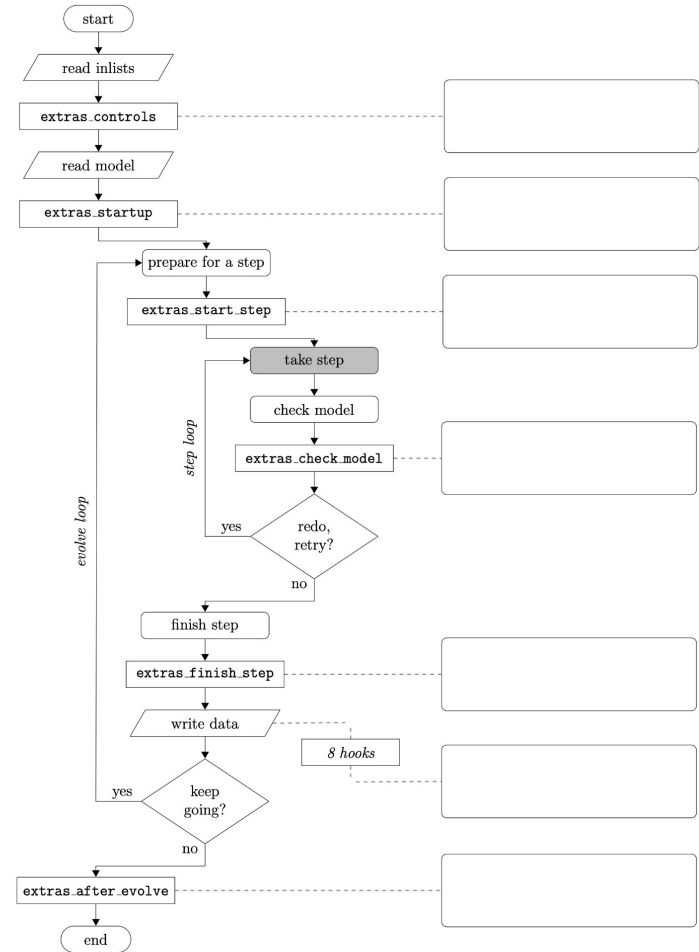 start
read inlists
extras_controls
read model
extras_startup
prepare for a step
extras_start_step
take step
check model
extras_check_model
step loop
evolve loop
yes
redo,
retry?
no
finish step
extras_finish_step
write data
8 hooks
yes
keep
going?
no
extras_after_evolve
end